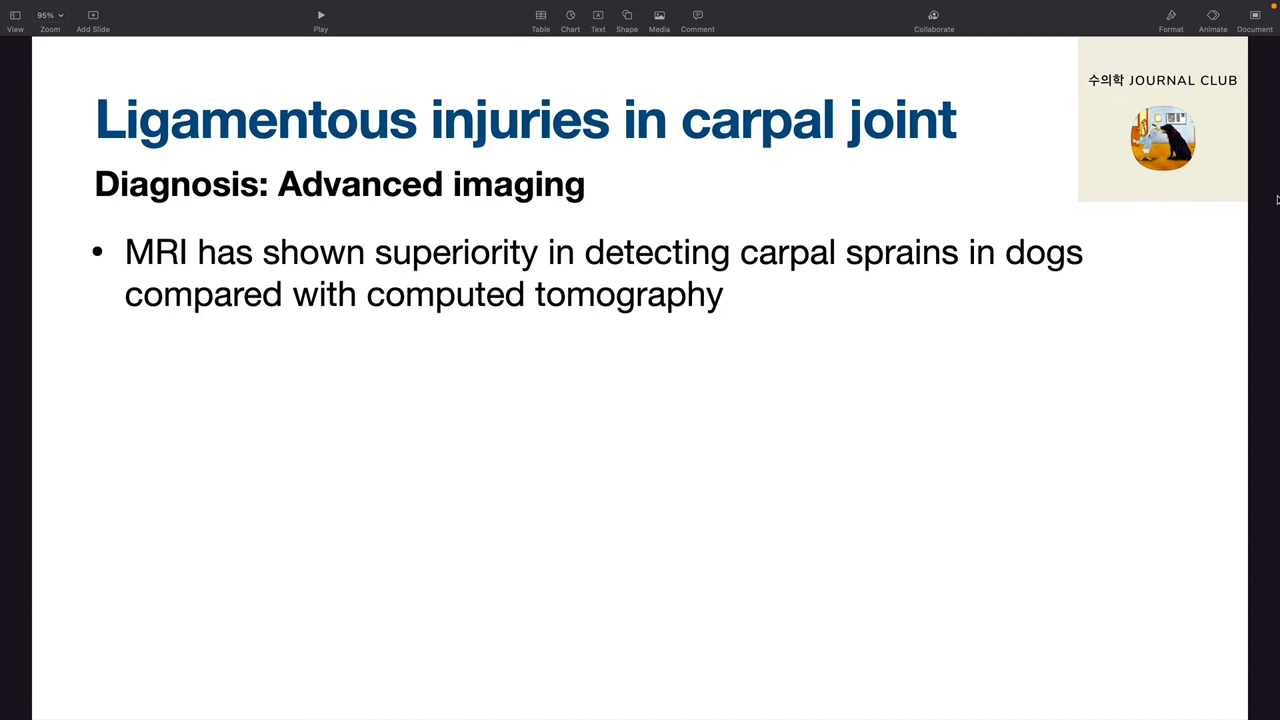 95%
View
Zoom
Add Slide
Play
Table
Chart
Text
Shape
Media
Comment
Collaborate
Format
Animate
Document
수의학 JOURNAL CLUB
Ligamentous injuries in carpal joint
Diagnosis: Advanced imaging
• MRI has shown superiority in detecting carpal sprains in dogs
compared with computed tomography